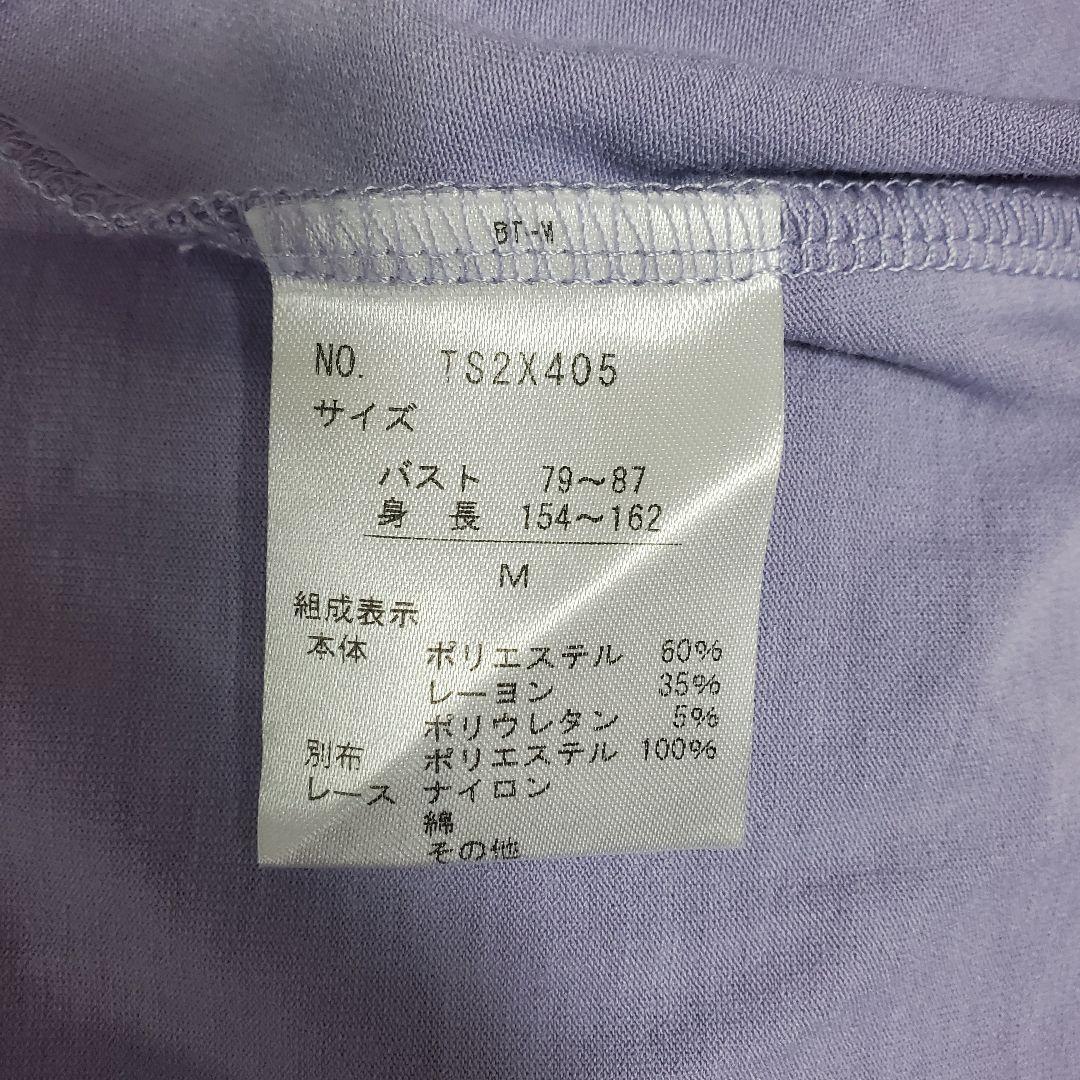 BT-M
NO. TS2X405
サイズ
バスト 79～87
身 長 154～162
M
組成表示
本体 ポリエステル 60%
レーヨン 35%
ポリウレタン 5%
別布 ポリエステル 100%
レース ナイロン
綿
その他